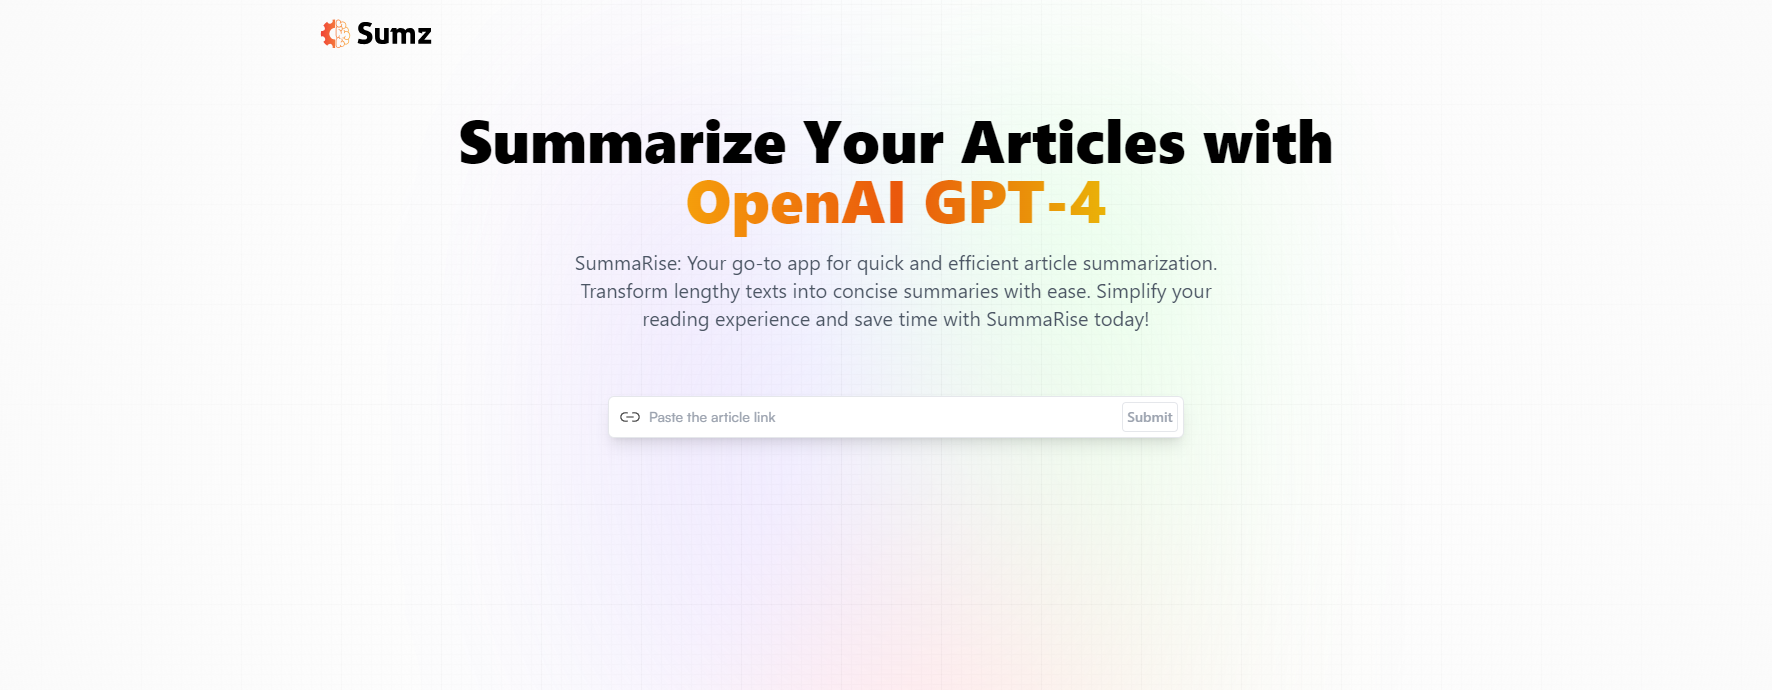 Sumz
Summarize Your Articles with
OpenAI GPT-4
SummaRise: Your go-to app for quick and efficient article summarization.
Transform lengthy texts into concise summaries with ease. Simplify your
reading experience and save time with SummaRise today!
Paste the article link
Submit